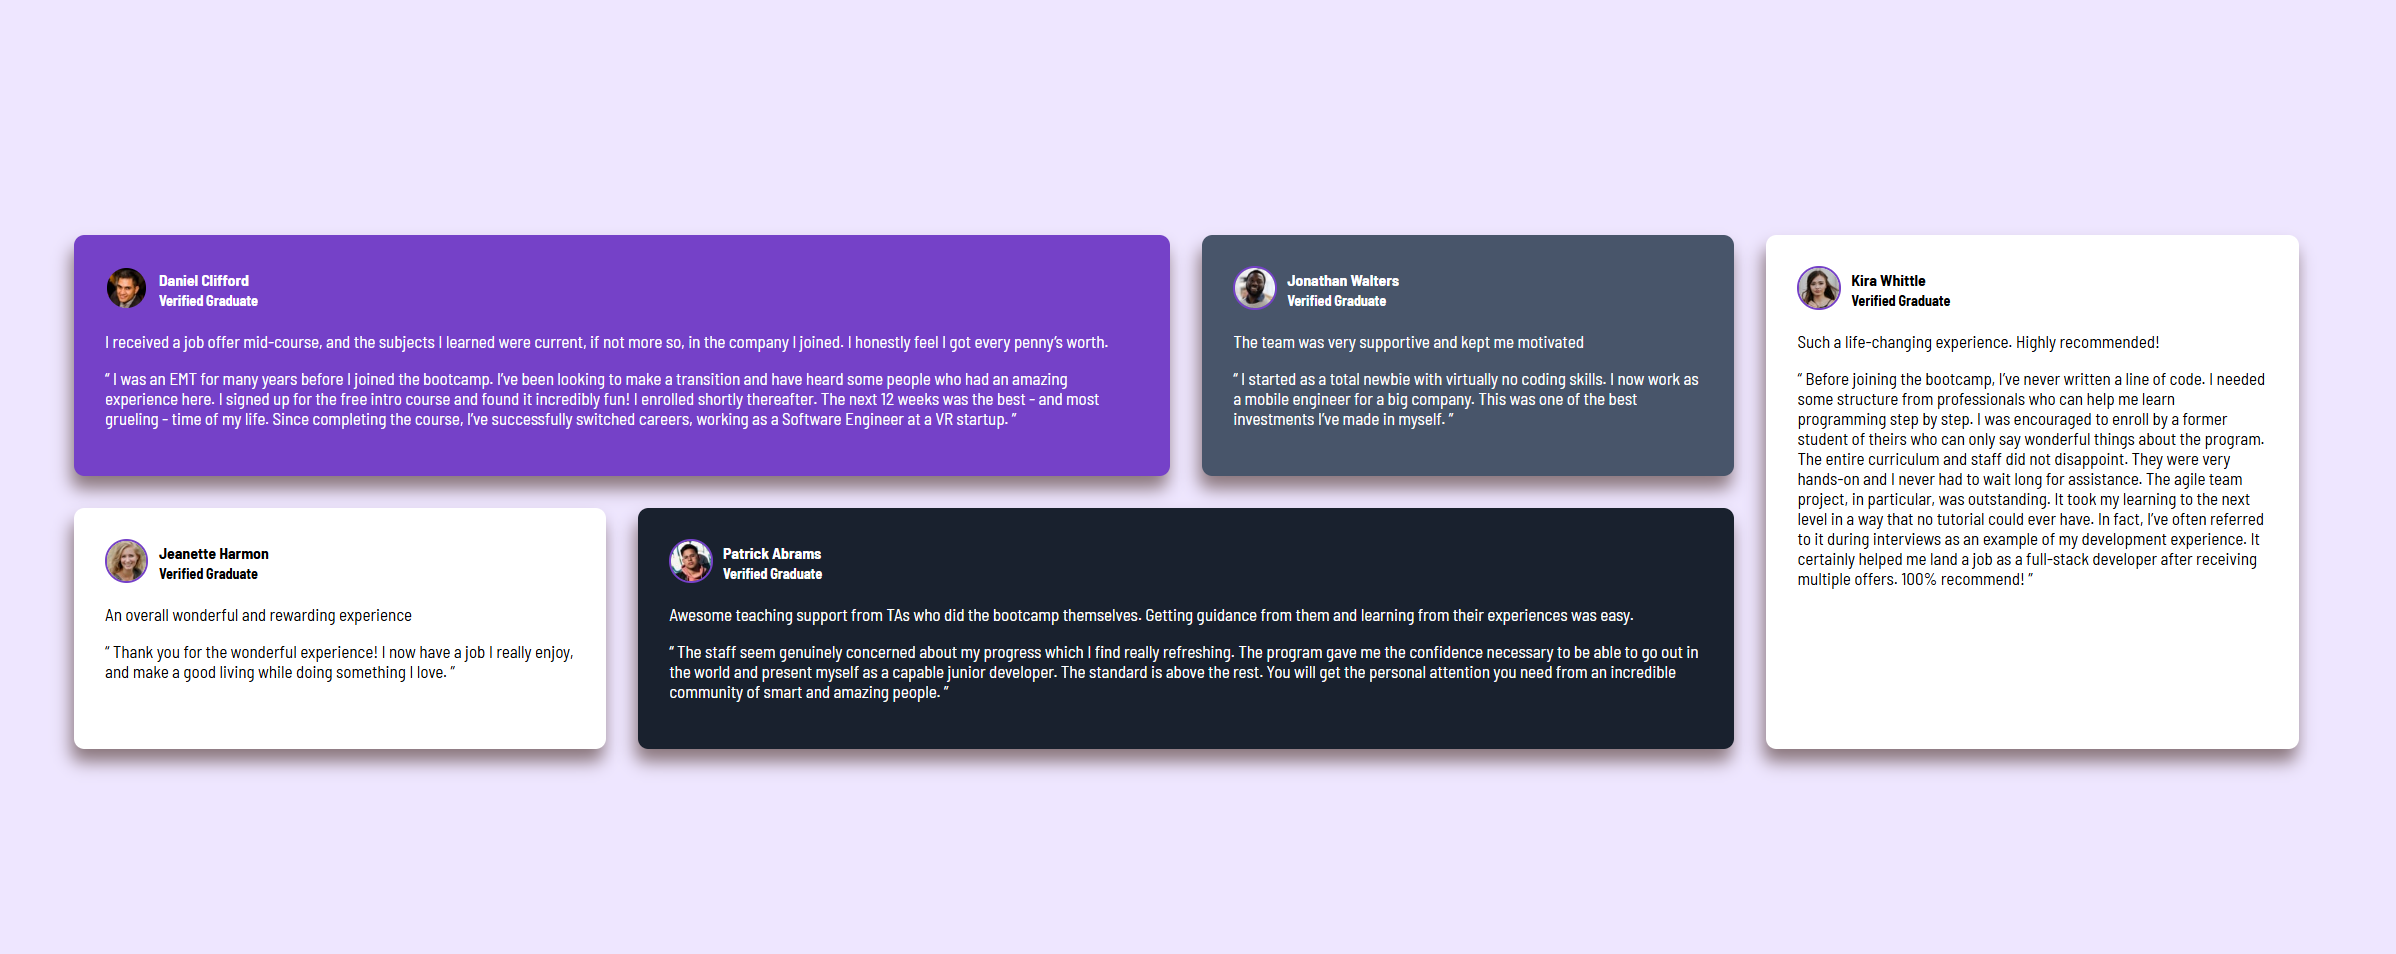 Daniel Clifford
Verified Graduate
I received a job offer mid-course, and the subjects I learned were current, if not more so, in the company I joined. I honestly feel I got every penny’s worth.
“ I was an EMT for many years before I joined the bootcamp. I’ve been looking to make a transition and have heard some people who had an amazing
experience here. I signed up for the free intro course and found it incredibly fun! I enrolled shortly thereafter. The next 12 weeks was the best - and most
grueling - time of my life. Since completing the course, I’ve successfully switched careers, working as a Software Engineer at a VR startup. ”
Jonathan Walters
Verified Graduate
The team was very supportive and kept me motivated
“ I started as a total newbie with virtually no coding skills. I now work as
a mobile engineer for a big company. This was one of the best
investments I’ve made in myself. ”
Kira Whittle
Verified Graduate
Such a life-changing experience. Highly recommended!
“ Before joining the bootcamp, I’ve never written a line of code. I needed
some structure from professionals who can help me learn
programming step by step. I was encouraged to enroll by a former
student of theirs who can only say wonderful things about the program.
The entire curriculum and staff did not disappoint. They were very
hands-on and I never had to wait long for assistance. The agile team
project, in particular, was outstanding. It took my learning to the next
level in a way that no tutorial could ever have. In fact, I’ve often referred
to it during interviews as an example of my development experience. It
certainly helped me land a job as a full-stack developer after receiving
multiple offers. 100% recommend! ”
Jeanette Harmon
Verified Graduate
An overall wonderful and rewarding experience
“ Thank you for the wonderful experience! I now have a job I really enjoy,
and make a good living while doing something I love. ”
Patrick Abrams
Verified Graduate
Awesome teaching support from TAs who did the bootcamp themselves. Getting guidance from them and learning from their experiences was easy.
“ The staff seem genuinely concerned about my progress which I find really refreshing. The program gave me the confidence necessary to be able to go out in
the world and present myself as a capable junior developer. The standard is above the rest. You will get the personal attention you need from an incredible
community of smart and amazing people. ”